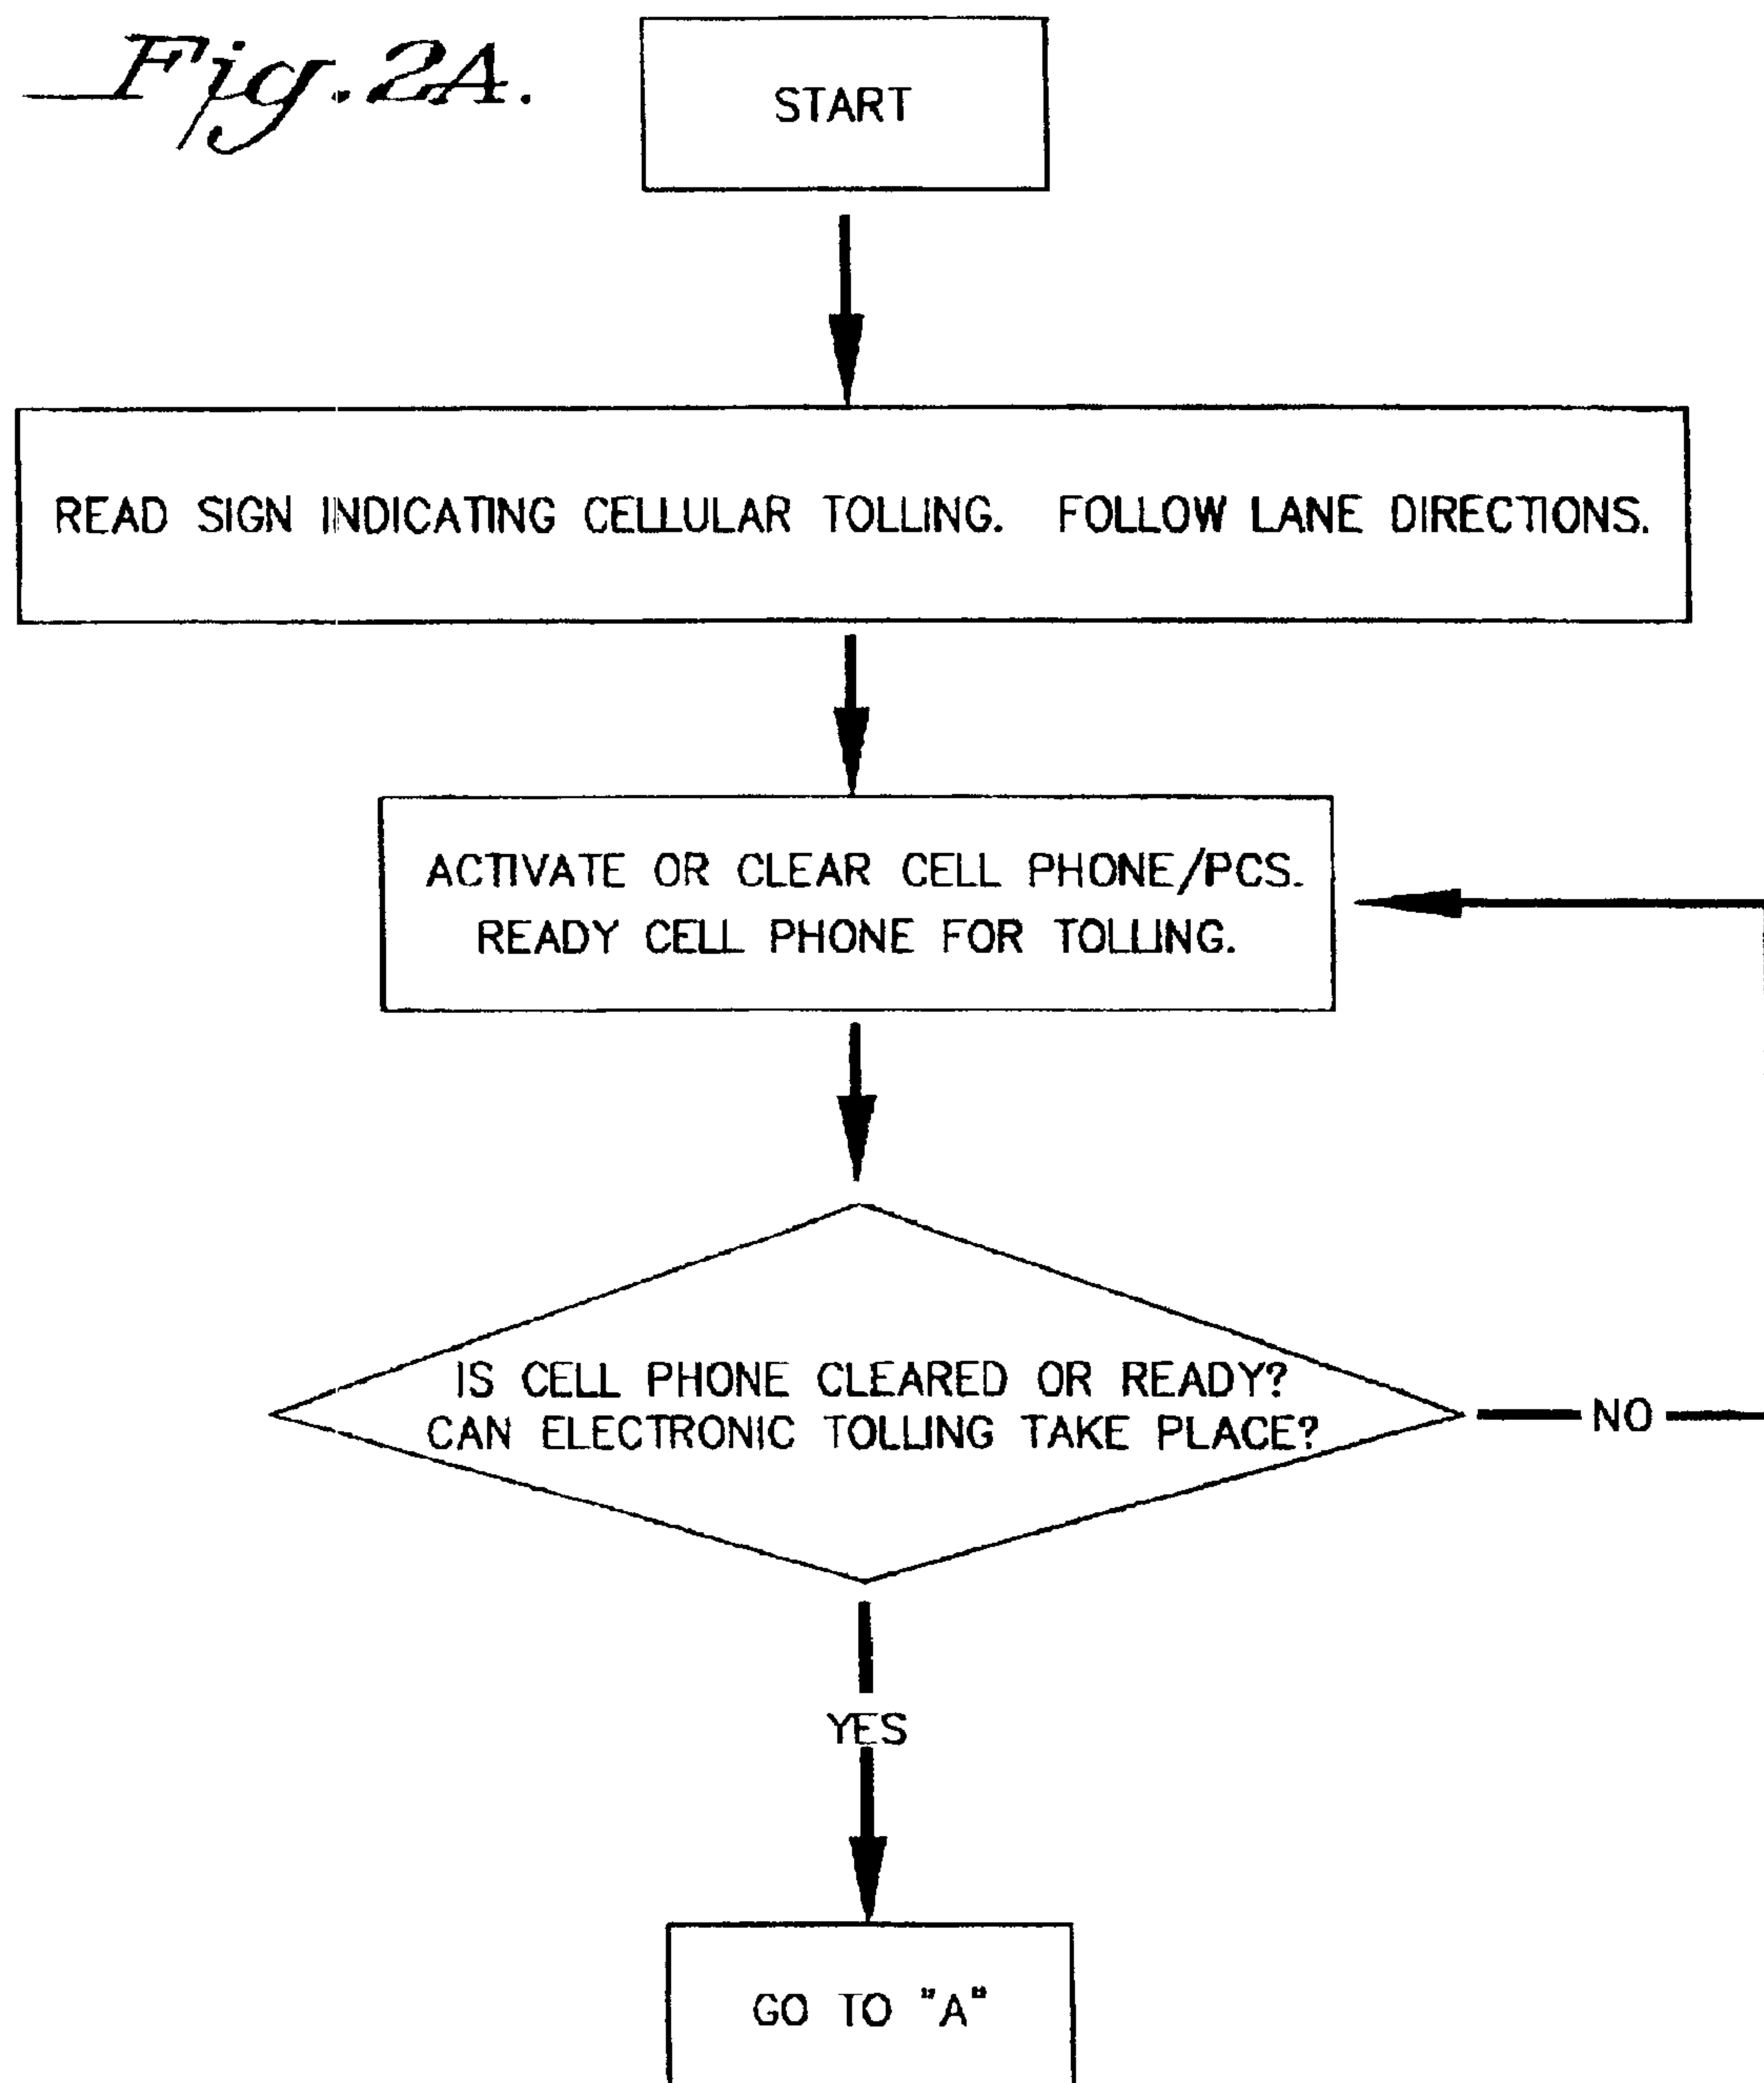 Fig. 2A.
START
READ SIGN INDICATING CELLULAR TOLLING. FOLLOW LANE DIRECTIONS.
ACTIVATE OR CLEAR CELL PHONE/PCS.
READY CELL PHONE FOR TOLLING.
IS CELL PHONE CLEARED OR READY?
CAN ELECTRONIC TOLLING TAKE PLACE?
NO
YES
GO TO "A"